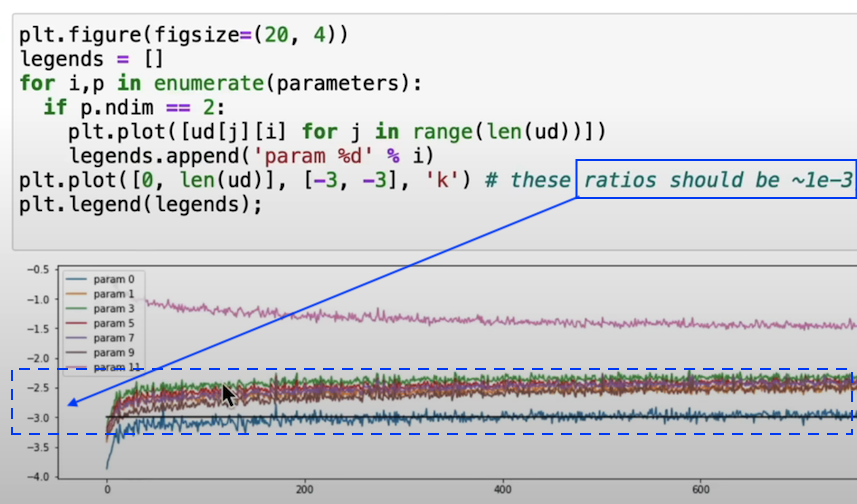 plt.figure(figsize=(20, 4))
legends = []
for i,p in enumerate(parameters):
  if p.ndim == 2:
    plt.plot([ud[j][i] for j in range(len(ud))])
    legends.append('param %d' % i)
plt.plot([0, len(ud)], [-3, -3], 'k') # these ratios should be ~1e-3
plt.legend(legends);
−0.5
param 0
−1.0
param 1
param 3
−1.5
param 5
param 7
−2.0
param 9
param 11
−2.5
−3.0
−3.5
−4.0
0
200
400
600